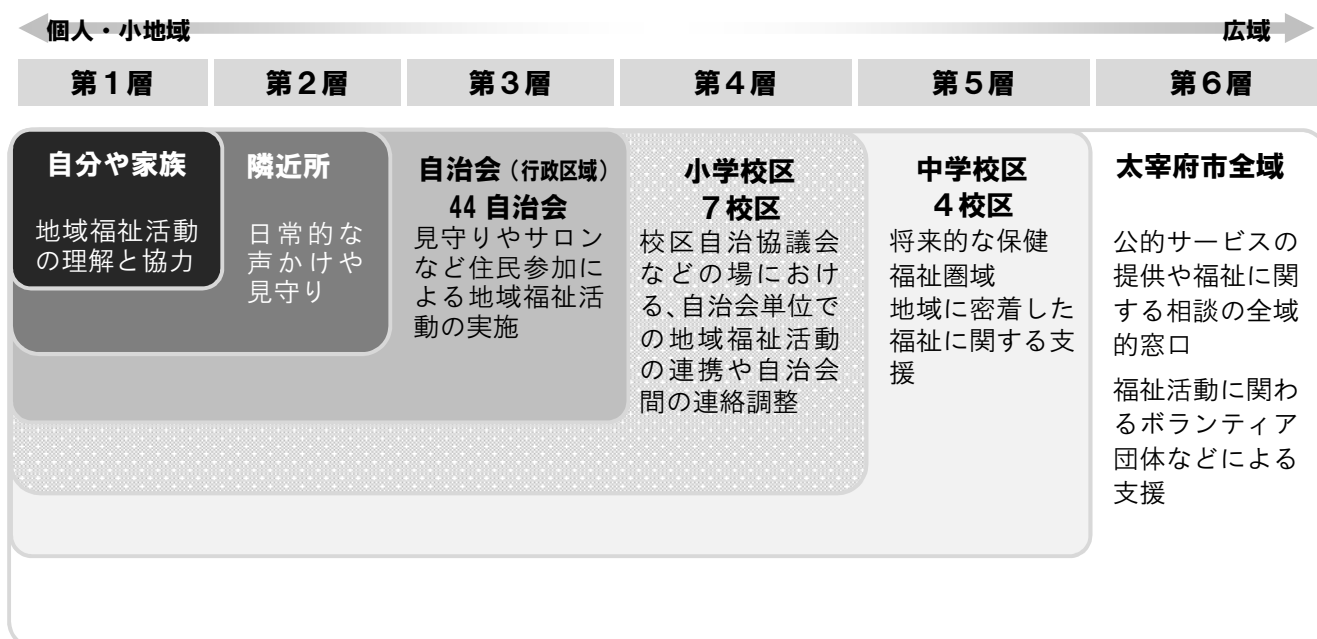 個人・小地域
広域
第1層
第2層
第3層
第4層
第5層
第6層
自分や家族
地域福祉活動
の理解と協力
隣近所
日常的な
声かけや
見守り
自治会(行政区域)
44 自治会
見守りやサロン
など住民参加に
よる地域福祉活
動の実施
小学校区
7校区
校区自治協議会
などの場におけ
る、自治会単位で
の地域福祉活動
の連携や自治会
間の連絡調整
中学校区
4校区
将来的な保健
福祉圏域
地域に密着した
福祉に関する支
援
太宰府市全域
公的サービスの
提供や福祉に関
する相談の全域
的窓口
福祉活動に関わ
るボランティア
団体などによる
支援